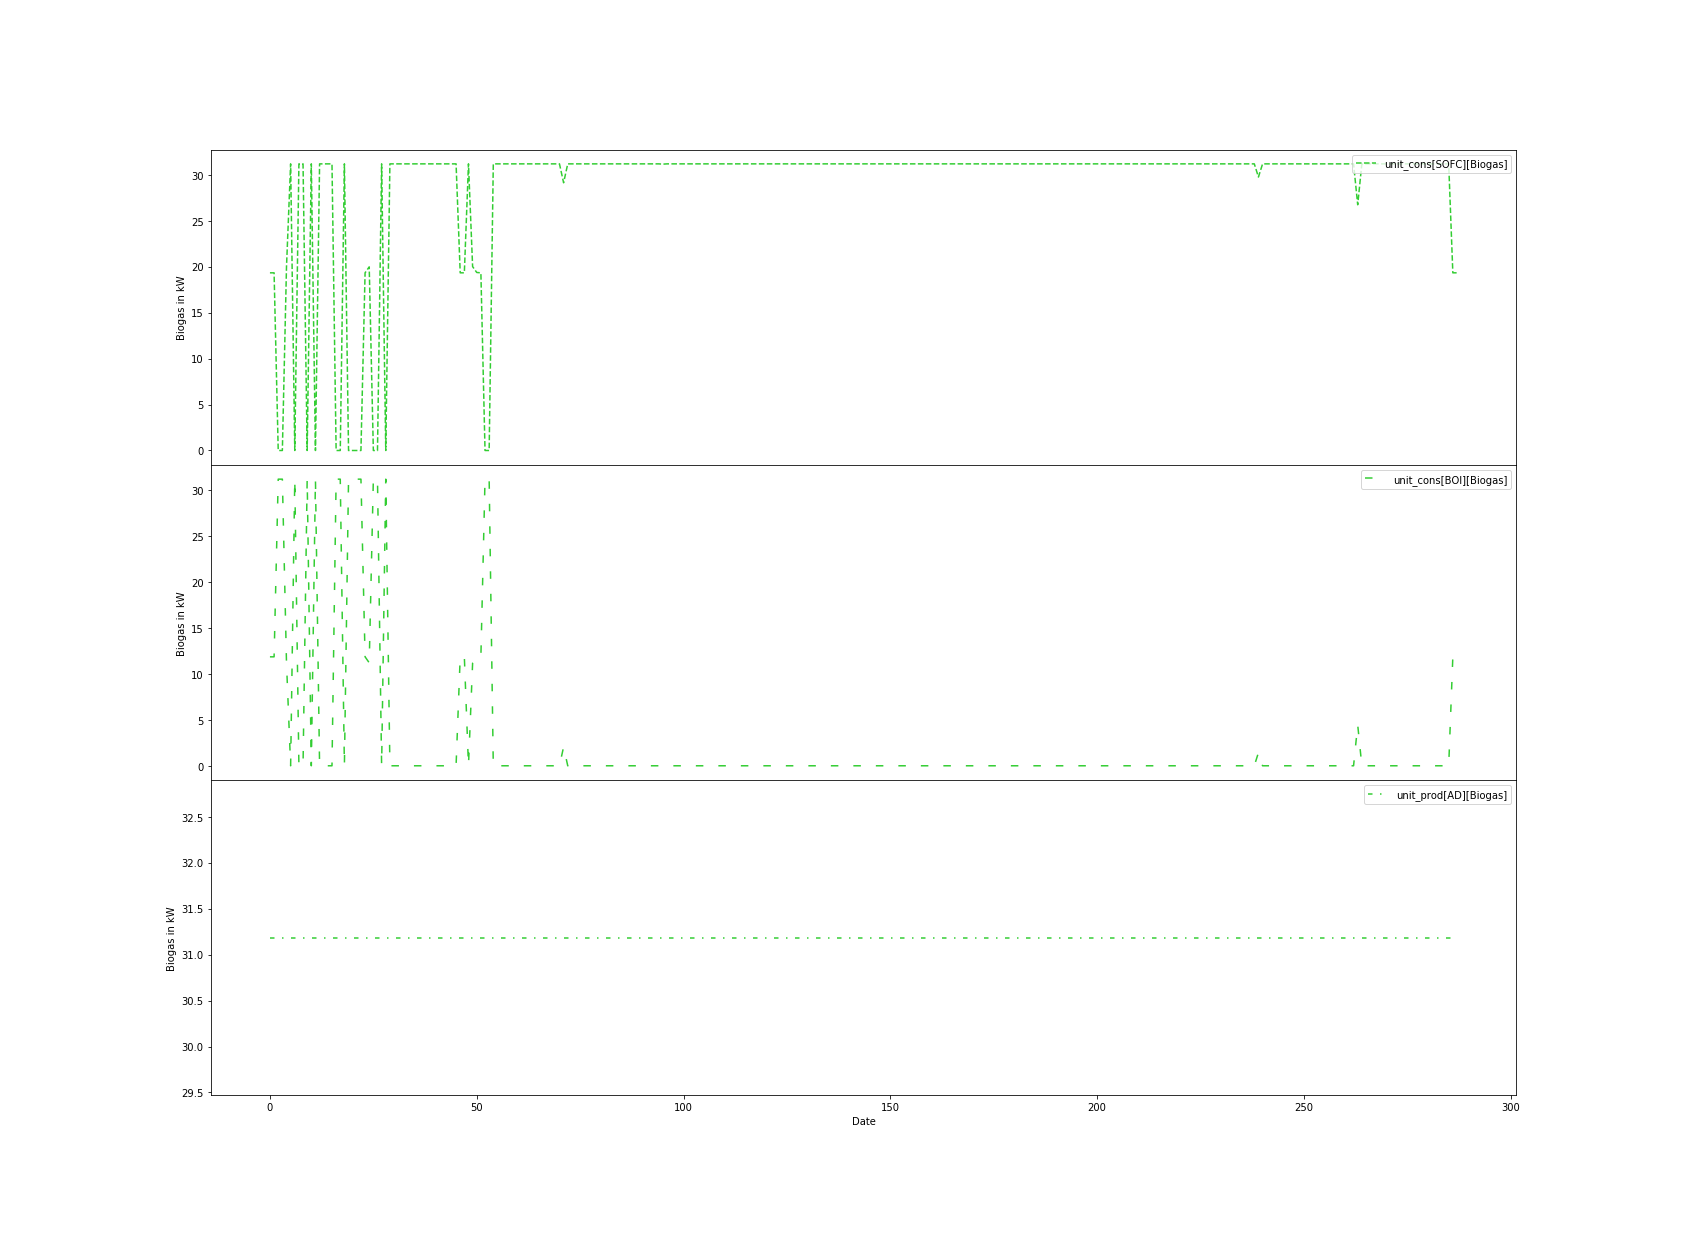 unit_cons[SOFC][Biogas]
30
25
20
15
10
5
0
Biogas in kW
unit_cons[BOI][Biogas]
30
25
20
15
10
5
0
Biogas in kW
unit_prod[AD][Biogas]
32.5
32.0
31.5
31.0
30.5
30.0
29.5
Biogas in kW
0 50 100 150 200 250 300
Date